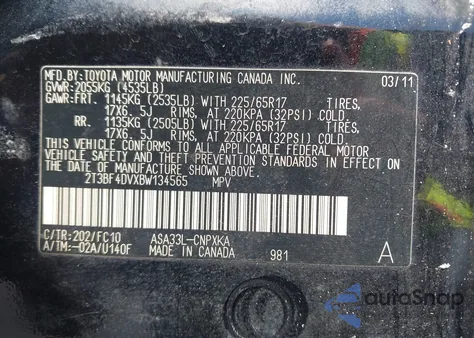 MFD.BY: TOYOTA MOTOR MANUFACTURING CANADA INC. 03/11
GVWR: 2055KG (4535LB)
GAWR: FRT. 1145KG (2535LB) WITH 225/65R17 TIRES,
17X6. 5J RIMS, AT 220KPA (32PSI) COLD.
RR. 1135KG (2505LB) WITH 225/65R17 TIRES,
17X6. 5J RIMS, AT 220KPA (32PSI) COLD.
THIS VEHICLE CONFORMS TO ALL APPLICABLE FEDERAL MOTOR
VEHICLE SAFETY AND THEFT PREVENTION STANDARDS IN EFFECT ON
THE DATE OF MANUFACTURE SHOWN ABOVE.
2T3BF4DVXBW134565 MPV
C/TR: 202/FC10 ASA33L-CNPXKA
A/TM: -02A/U140F MADE IN CANADA 981 A
autoSnap